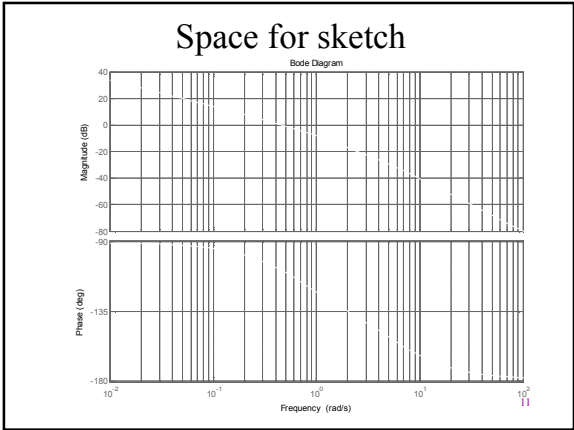 Space for sketch
Bode Diagram
Magnitude (dB)
40
20
0
-20
-40
-60
-80
Phase (deg)
-90
-135
-180
10^-2 10^-1 10^0 10^1 10^2
Frequency (rad/s)
11